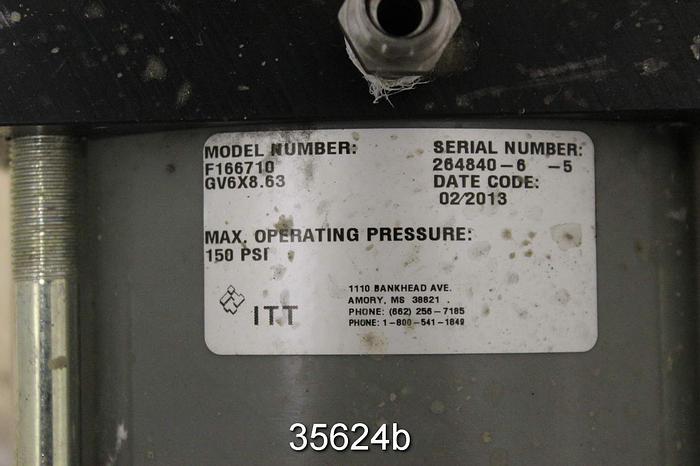 MODEL NUMBER:
F166710
GV6X8.63
SERIAL NUMBER:
264840-6 -5
DATE CODE:
02/2013
MAX. OPERATING PRESSURE:
150 PSI
ITT
1110 BANKHEAD AVE.
AMORY, MS 38821
PHONE: (662) 256-7185
PHONE: 1-800-541-1849
35624b